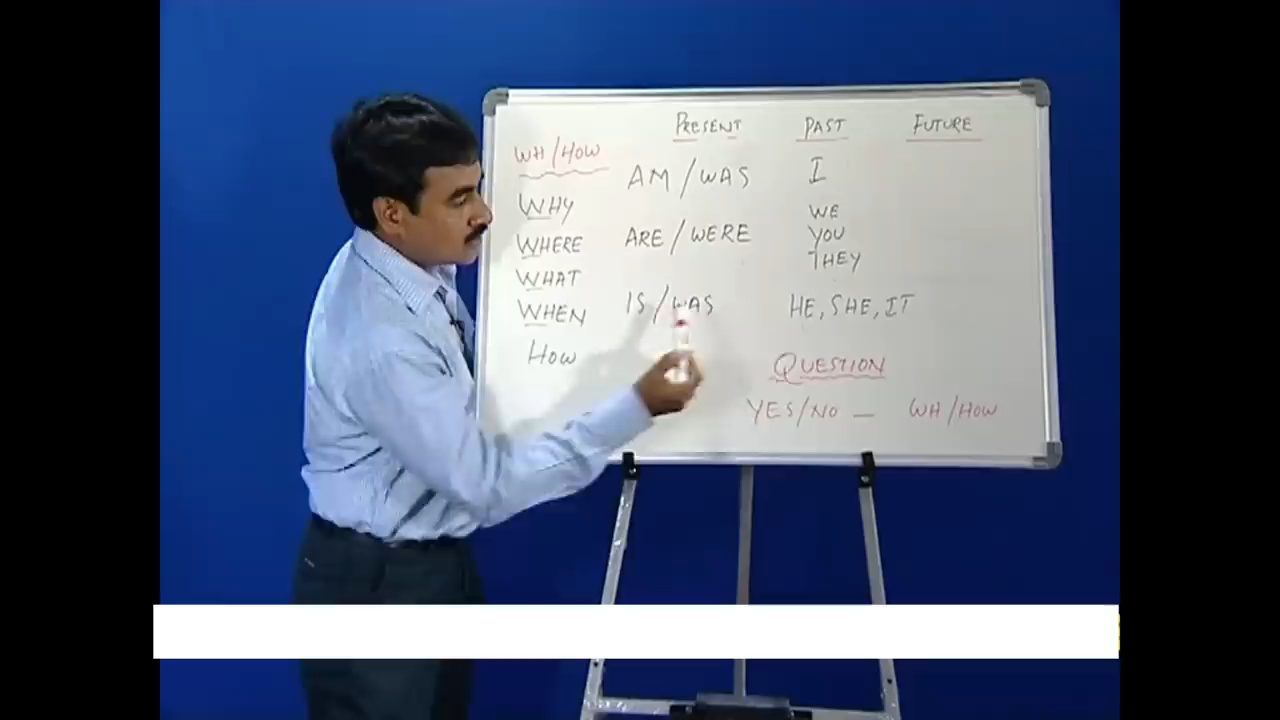 PRESENT PAST FUTURE
WH/HOW
AM/WAS I
WHY
WE
WHERE ARE/WERE YOU
THEY
WHAT
WHEN IS/WAS HE, SHE, IT
HOW
QUESTION
YES/NO — WH/HOW